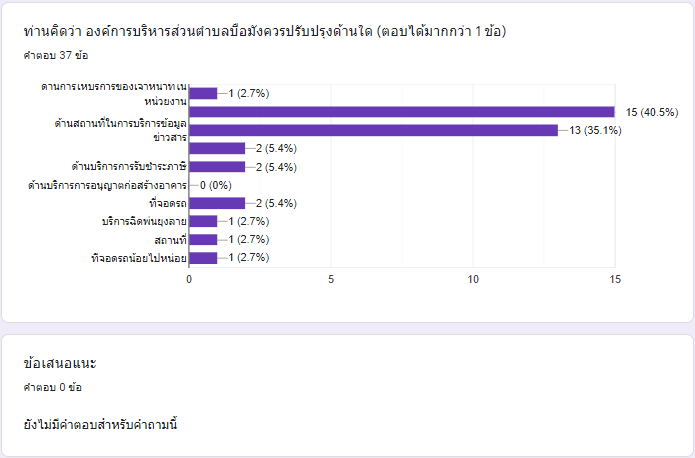 ท่านคิดว่า องค์การบริหารส่วนตำบลบือมังควรปรับปรุงด้านใด (ตอบได้มากกว่า 1 ข้อ)
คำตอบ 37 ข้อ
ด้านการให้บริการของเจ้าหน้าที่ใน
หน่วยงาน
1 (2.7%)
15 (40.5%)
ด้านสถานที่ในการบริการข้อมูล
ข่าวสาร
13 (35.1%)
2 (5.4%)
ด้านบริการการรับชำระภาษี
2 (5.4%)
ด้านบริการการอนุญาตก่อสร้างอาคาร
0 (0%)
ที่จอดรถ
2 (5.4%)
บริการฉีดพ่นยุงลาย
1 (2.7%)
สถานที่
1 (2.7%)
ที่จอดรถน้อยไปหน่อย
1 (2.7%)
0
5
10
15
ข้อเสนอแนะ
คำตอบ 0 ข้อ
ยังไม่มีคำตอบสำหรับคำถามนี้